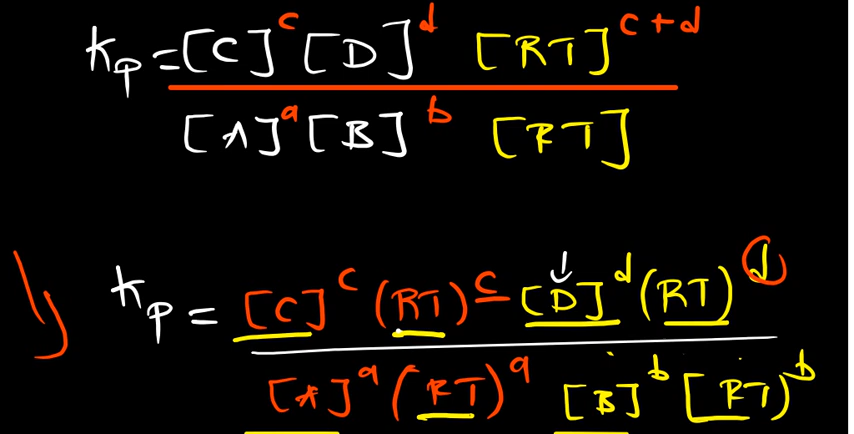 Kp = [C]^c [D]^d [RT]^c+d
[A]^a [B]^b [RT]
Kp = [C]^c (RT)^c [D]^d (RT)^d
[A]^a (RT)^a [B]^b [RT)^b